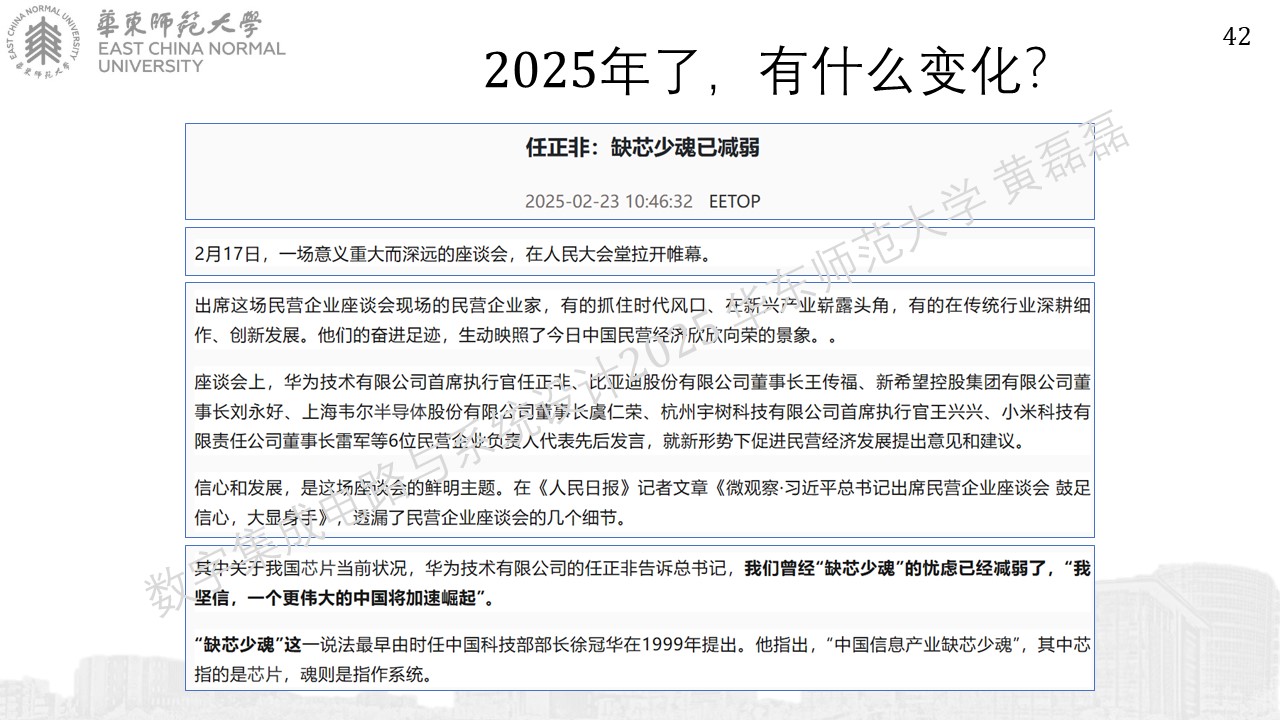 華東師范大學
EAST CHINA NORMAL
UNIVERSITY
EAST CHINA NORMAL UNIVERSITY
華東师范大学
42
2025年了，有什么变化？
任正非：缺芯少魂已减弱
2025-02-23 10:46:32 EETOP
2月17日，一场意义重大而深远的座谈会，在人民大会堂拉开帷幕。
出席这场民营企业座谈会现场的民营企业家，有的抓住时代风口、在新兴产业崭露头角，有的在传统行业深耕细
作、创新发展。他们的奋进足迹，生动映照了今日中国民营经济欣欣向荣的景象。。
座谈会上，华为技术有限公司首席执行官任正非、比亚迪股份有限公司董事长王传福、新希望控股集团有限公司董
事长刘永好、上海韦尔半导体股份有限公司董事长虞仁荣、杭州宇树科技有限公司首席执行官王兴兴、小米科技有
限责任公司董事长雷军等6位民营企业负责人代表先后发言，就新形势下促进民营经济发展提出意见和建议。
信心和发展，是这场座谈会的鲜明主题。在《人民日报》记者文章《微观察·习近平总书记出席民营企业座谈会 鼓足
信心，大显身手》，透漏了民营企业座谈会的几个细节。
其中关于我国芯片当前状况，华为技术有限公司的任正非告诉总书记，我们曾经“缺芯少魂”的忧虑已经减弱了，“我
坚信，一个更伟大的中国将加速崛起”。
“缺芯少魂”这一说法最早由时任中国科技部部长徐冠华在1999年提出。他指出，“中国信息产业缺芯少魂”，其中芯
指的是芯片，魂则是指作系统。
数字集成电路与系统设计2025 华东师范大学 黄磊磊